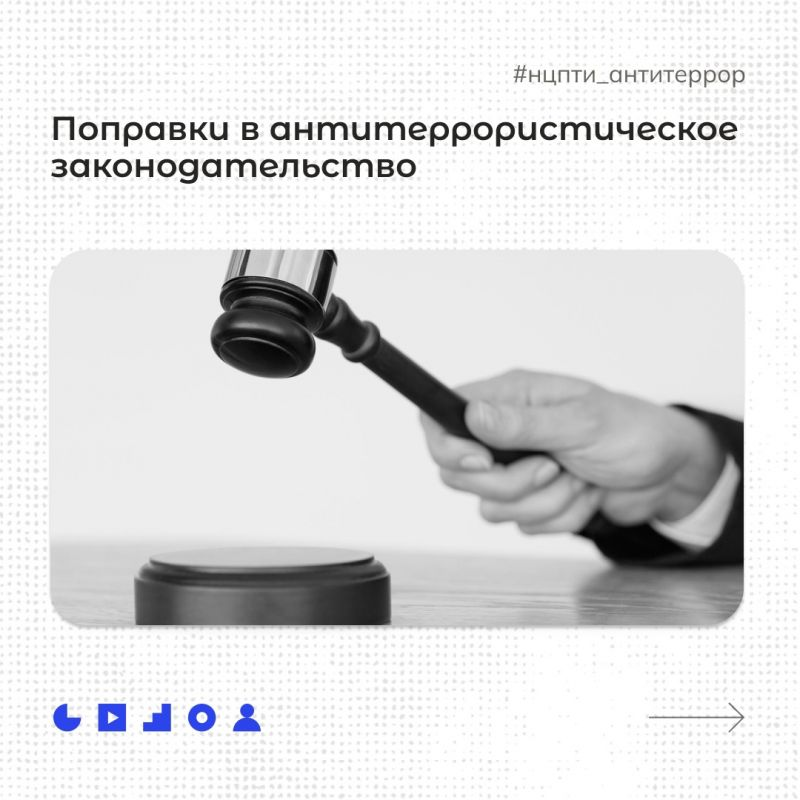 #нцпти_антитеррор
Поправки в антитеррористическое
законодательство